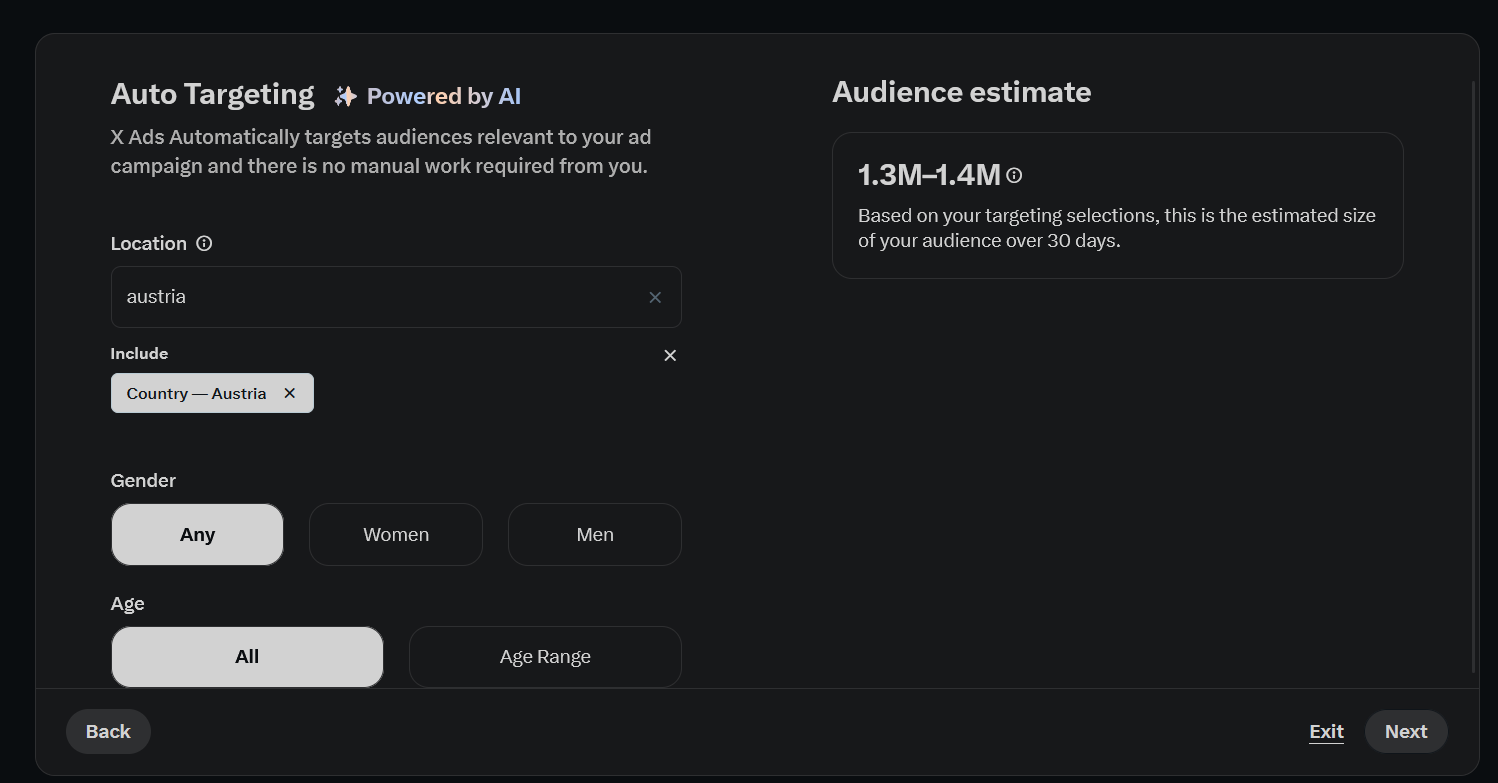 Auto Targeting Powered by AI
X Ads Automatically targets audiences relevant to your ad
campaign and there is no manual work required from you.
Location
austria
Include
Country — Austria
Gender
Any Women Men
Age
All Age Range
Audience estimate
1.3M–1.4M
Based on your targeting selections, this is the estimated size
of your audience over 30 days.
Back Exit Next